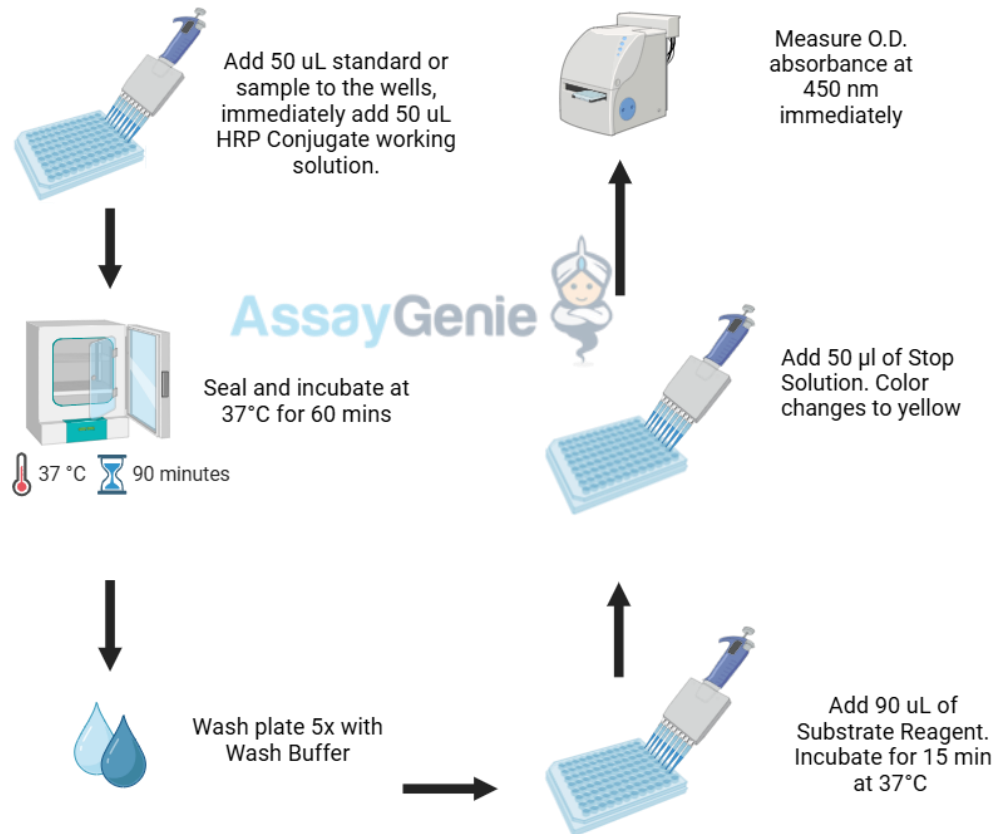 Add 50 uL standard or
sample to the wells,
immediately add 50 uL
HRP Conjugate working
solution.
Seal and incubate at
37°C for 60 mins
37 °C
90 minutes
Wash plate 5x with
Wash Buffer
Add 90 uL of
Substrate Reagent.
Incubate for 15 min
at 37°C
Add 50 µl of Stop
Solution. Color
changes to yellow
Measure O.D.
absorbance at
450 nm
immediately
AssayGenie